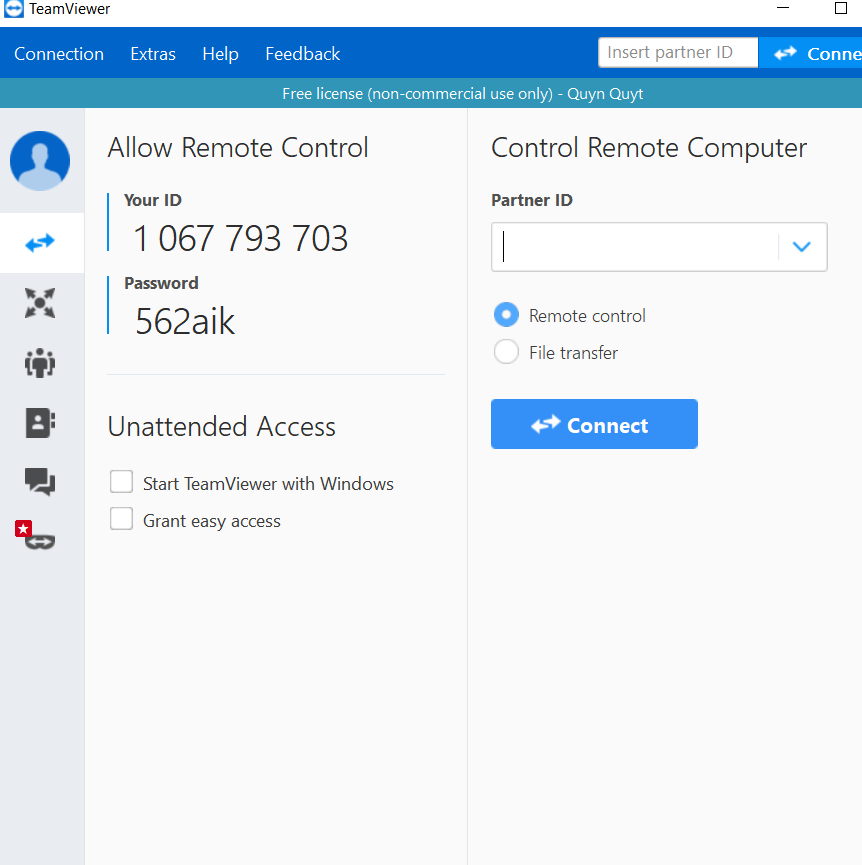 TeamViewer
Connection Extras Help Feedback Insert partner ID Conne
Free license (non-commercial use only) - Quyn Quyt
Allow Remote Control
Your ID
1 067 793 703
Password
562aik
Unattended Access
Start TeamViewer with Windows
Grant easy access
Control Remote Computer
Partner ID
Remote control
File transfer
Connect